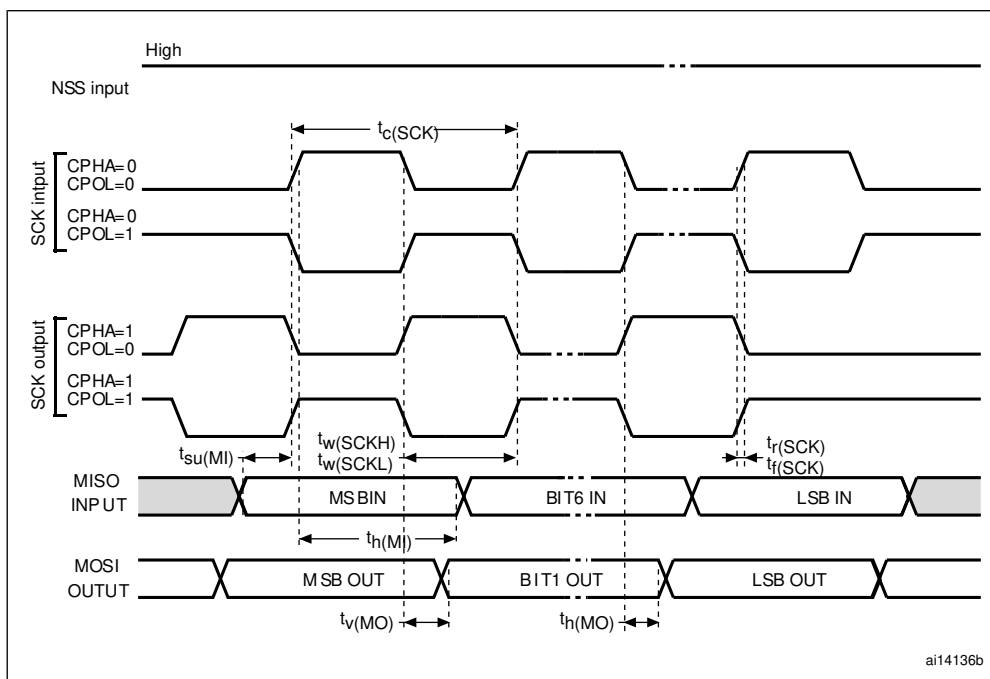 High
NSS input
tc(SCK)
SCK intput
CPHA=0
CPOL=0
CPHA=0
CPOL=1
SCK output
CPHA=1
CPOL=0
CPHA=1
CPOL=1
tsu(MI)
tw(SCKH)
tw(SCKL)
tr(SCK)
tf(SCK)
MISO
INPUT
MSBIN
BIT6 IN
LSB IN
th(MI)
MOSI
OUTUT
MSB OUT
BIT1 OUT
LSB OUT
tv(MO)
th(MO)
ai14136b